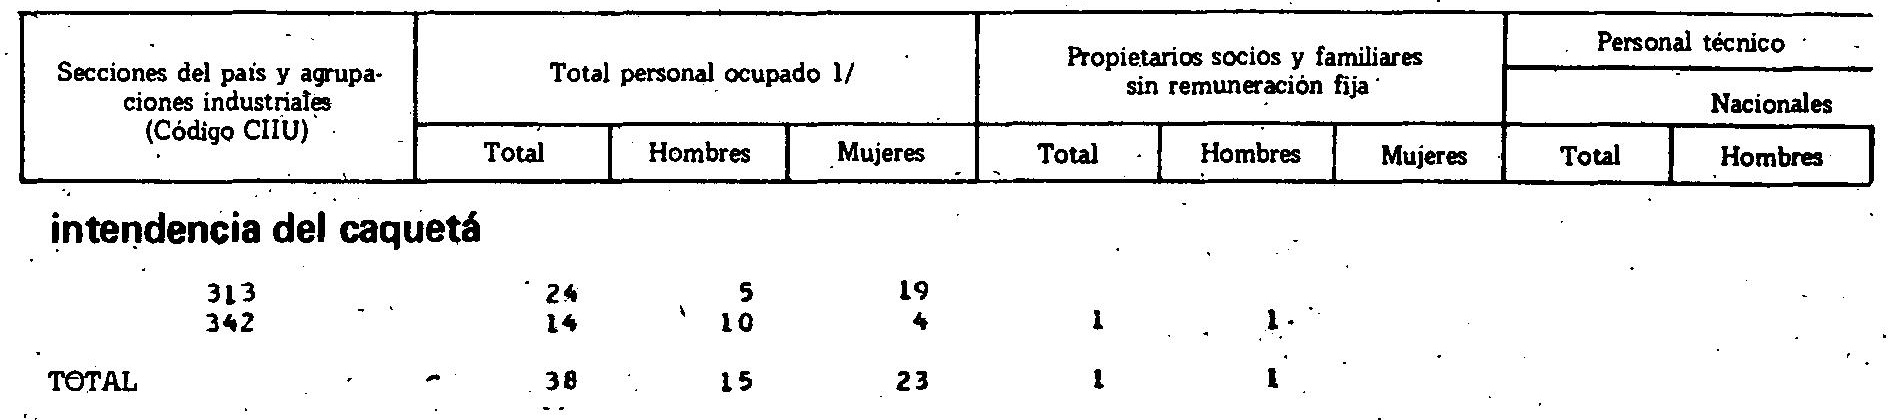 Secciones del país y agrupa-
ciones industriales
(Código CIIU)
Total personal ocupado 1/
Propietarios socios y familiares
sin remuneración fija
Personal técnico
Nacionales
Total Hombres Mujeres Total Hombres Mujeres Total Hombres
intendencia del caquetá
313 24 5 19
342 14 10 4 1 1
TOTAL 38 15 23 1 1